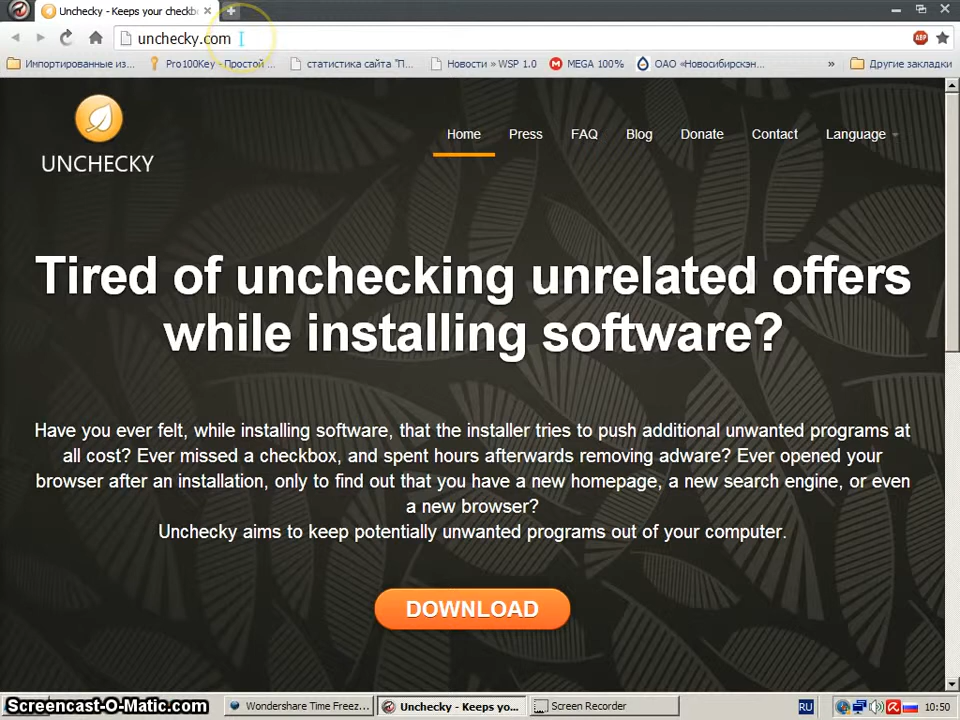 Unchecky - Keeps your checkb
unchecky.com
ABP
Импортированные из...
Pro100Key - Простой ...
статистика сайта "П...
Новости » WSP 1.0
M MEGA 100%
ОАО «Новосибирскэн...
»
Другие закладки
UNCHECKY
Home
Press
FAQ
Blog
Donate
Contact
Language
Tired of unchecking unrelated offers
while installing software?
Have you ever felt, while installing software, that the installer tries to push additional unwanted programs at
all cost? Ever missed a checkbox, and spent hours afterwards removing adware? Ever opened your
browser after an installation, only to find out that you have a new homepage, a new search engine, or even
a new browser?
Unchecky aims to keep potentially unwanted programs out of your computer.
DOWNLOAD
Screencast-O-Matic.com
Wondershare Time Freez...
Unchecky - Keeps yo...
Screen Recorder
RU
10:50